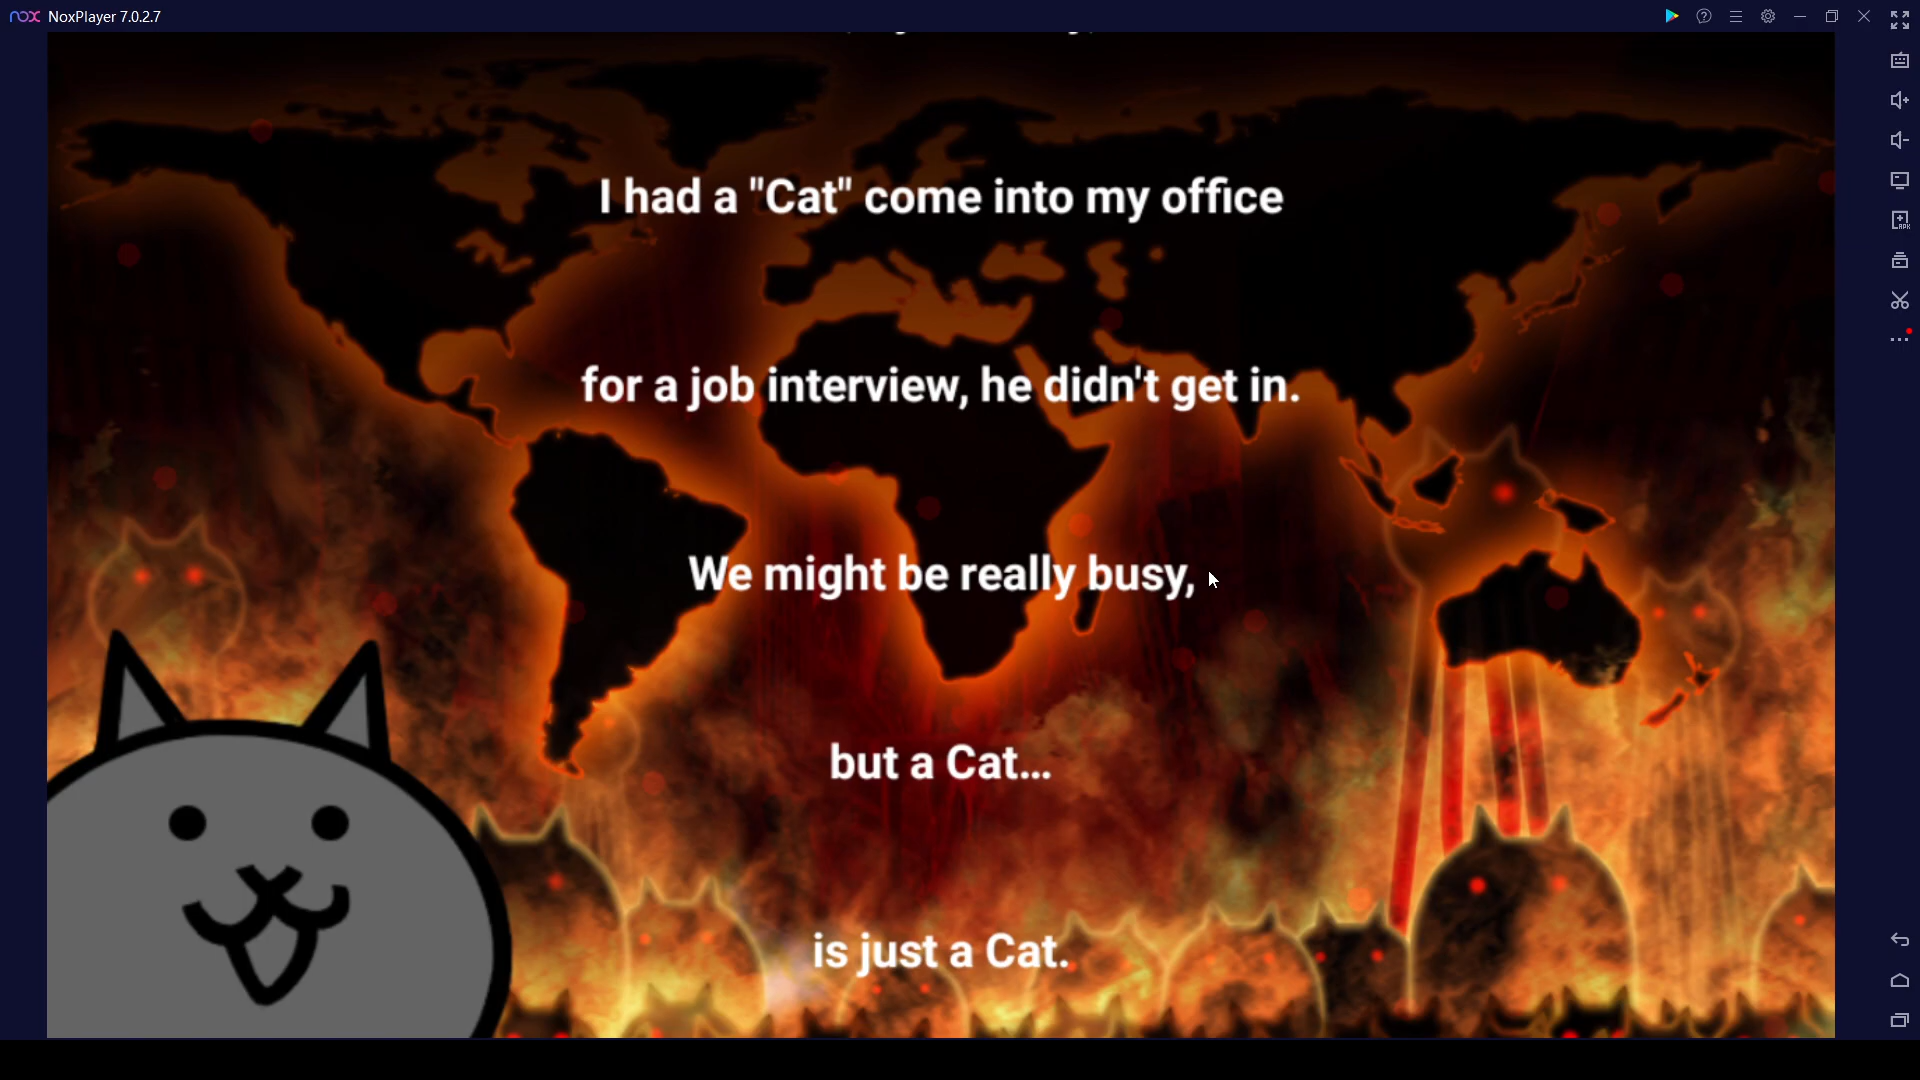 nox NoxPlayer 7.0.2.7
I had a "Cat" come into my office
for a job interview, he didn't get in.
We might be really busy,
but a Cat...
is just a Cat.